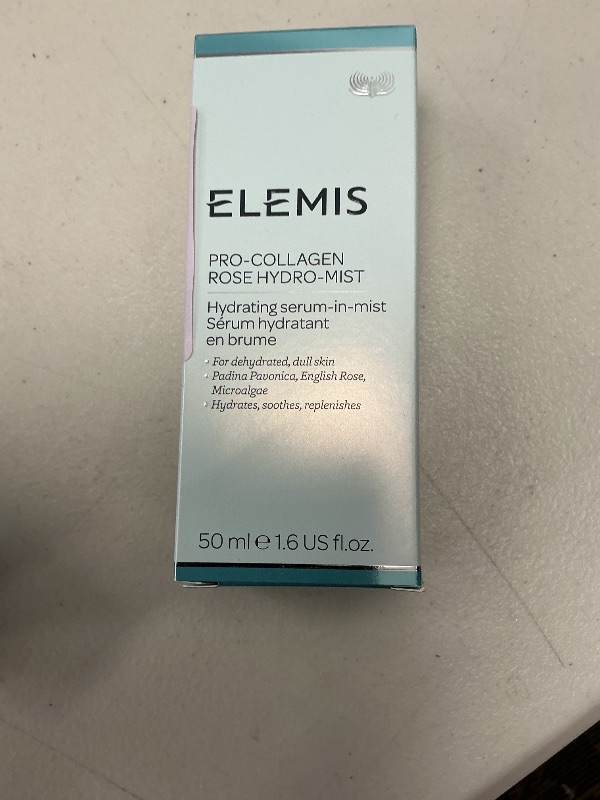 ELEMIS
PRO-COLLAGEN
ROSE HYDRO-MIST
Hydrating serum-in-mist
Sérum hydratant
en brume
• For dehydrated, dull skin
• Padina Pavonica, English Rose,
Microalgae
• Hydrates, soothes, replenishes
50 ml e 1.6 US fl.oz.